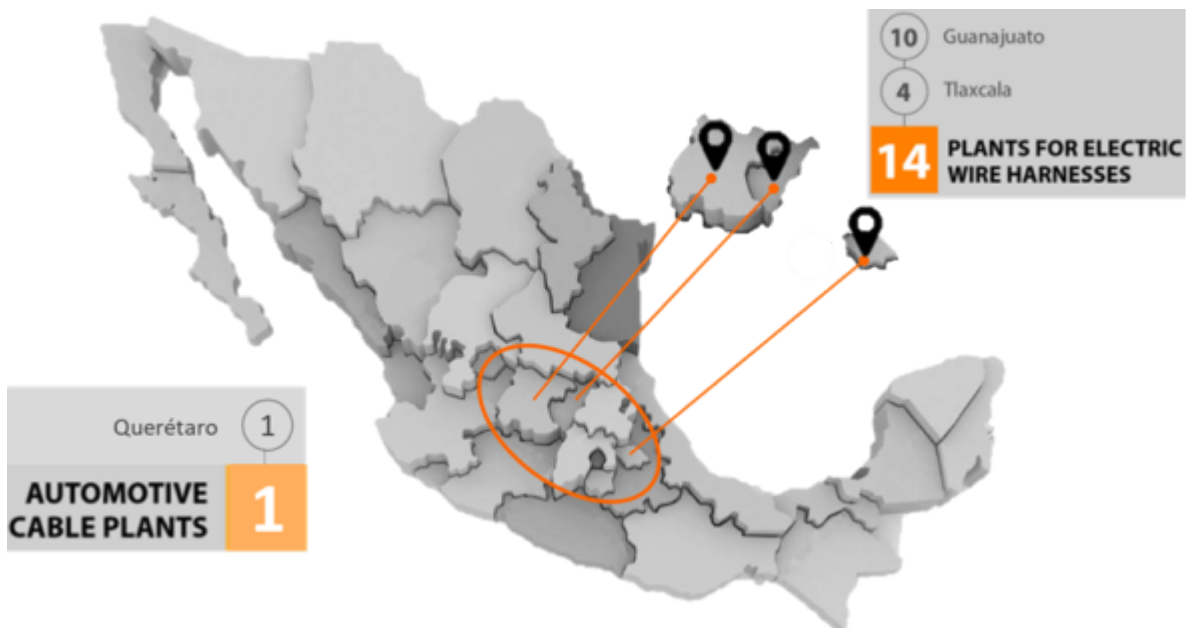 10 Guanajuato
4 Tlaxcala
14 PLANTS FOR ELECTRIC
WIRE HARNESSES
Querétaro 1
AUTOMOTIVE
CABLE PLANTS 1